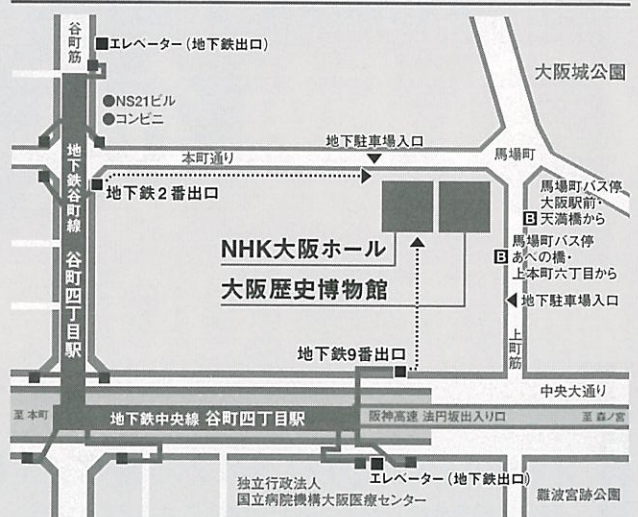 谷町筋
■エレベーター（地下鉄出口）
大阪城公園
●NS21ビル
●コンビニ
地下駐車場入口
▼
本町通り
馬場町
地下鉄谷町線 谷町四丁目駅
地下鉄2番出口
馬場町バス停
大阪駅前・
B 天満橋から
NHK大阪ホール
馬場町バス停
B あべの橋・
上本町六丁目から
大阪歴史博物館
◀地下駐車場入口
上町筋
地下鉄9番出口
中央大通り
至 本町
地下鉄中央線 谷町四丁目駅
阪神高速 法円坂出入り口
至 森ノ宮
エレベーター（地下鉄出口）
独立行政法人
国立病院機構大阪医療センター
難波宮跡公園